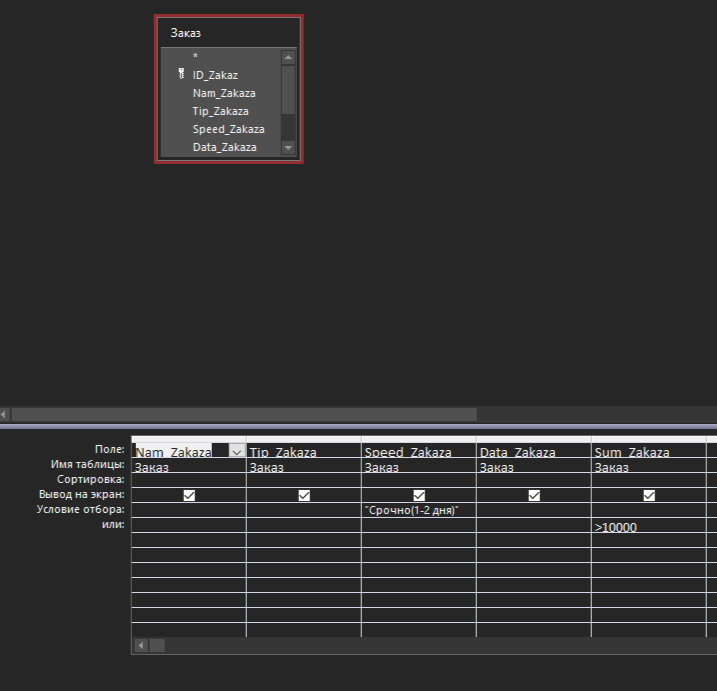 Заказ
*
ID_Zakaz
Nam_Zakaza
Tip_Zakaza
Speed_Zakaza
Data_Zakaza
Поле: Nam_Zakaza Tip_Zakaza Speed_Zakaza Data_Zakaza Sum_Zakaza
Имя таблицы: Заказ Заказ Заказ Заказ Заказ
Сортировка:
Вывод на экран:
Условие отбора: "Срочно(1-2 дня)"
или: >10000